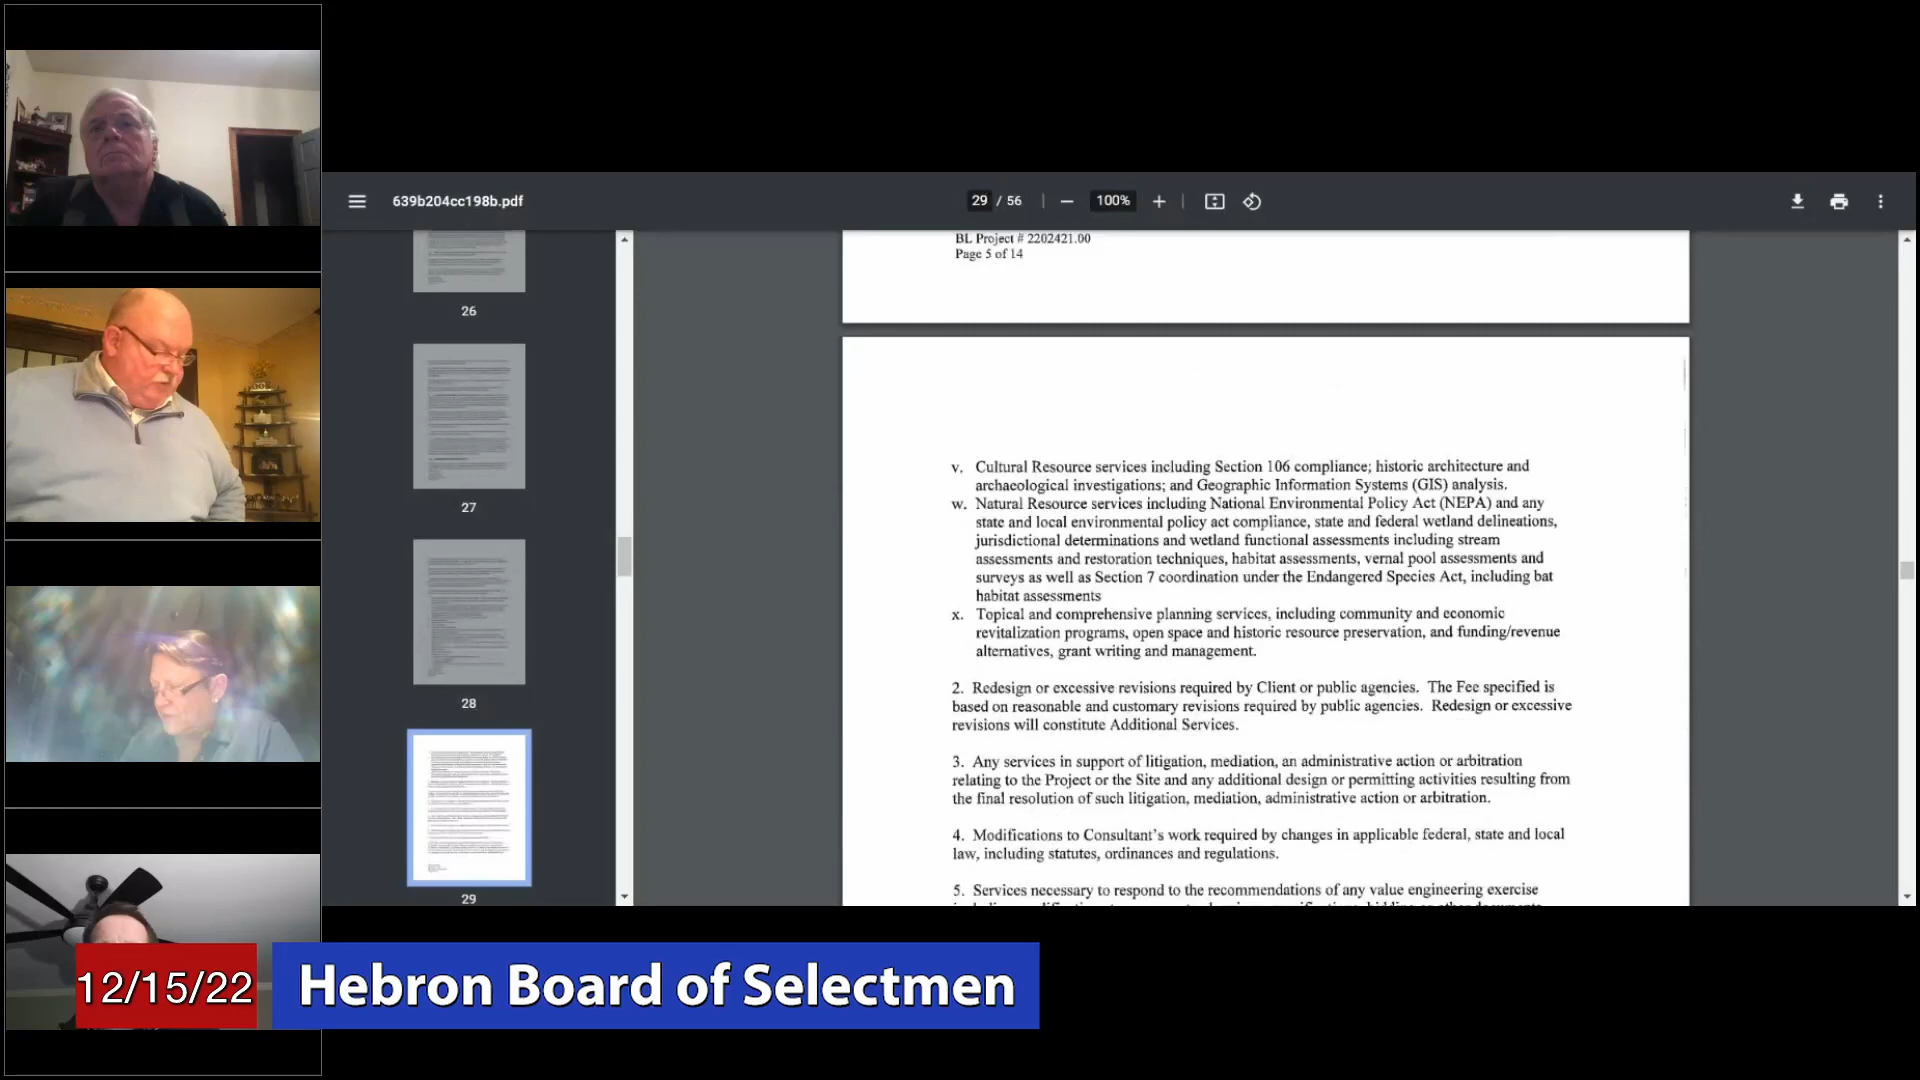 639b204cc198b.pdf
29 / 56
100%
26
27
28
29
BL Project # 2202421.00
Page 5 of 14
v. Cultural Resource services including Section 106 compliance; historic architecture and
archaeological investigations; and Geographic Information Systems (GIS) analysis.
w. Natural Resource services including National Environmental Policy Act (NEPA) and any
state and local environmental policy act compliance, state and federal wetland delineations,
jurisdictional determinations and wetland functional assessments including stream
assessments and restoration techniques, habitat assessments, vernal pool assessments and
surveys as well as Section 7 coordination under the Endangered Species Act, including bat
habitat assessments
x. Topical and comprehensive planning services, including community and economic
revitalization programs, open space and historic resource preservation, and funding/revenue
alternatives, grant writing and management.
2. Redesign or excessive revisions required by Client or public agencies. The Fee specified is
based on reasonable and customary revisions required by public agencies. Redesign or excessive
revisions will constitute Additional Services.
3. Any services in support of litigation, mediation, an administrative action or arbitration
relating to the Project or the Site and any additional design or permitting activities resulting from
the final resolution of such litigation, mediation, administrative action or arbitration.
4. Modifications to Consultant's work required by changes in applicable federal, state and local
law, including statutes, ordinances and regulations.
5. Services necessary to respond to the recommendations of any value engineering exercise
12/15/22
Hebron Board of Selectmen